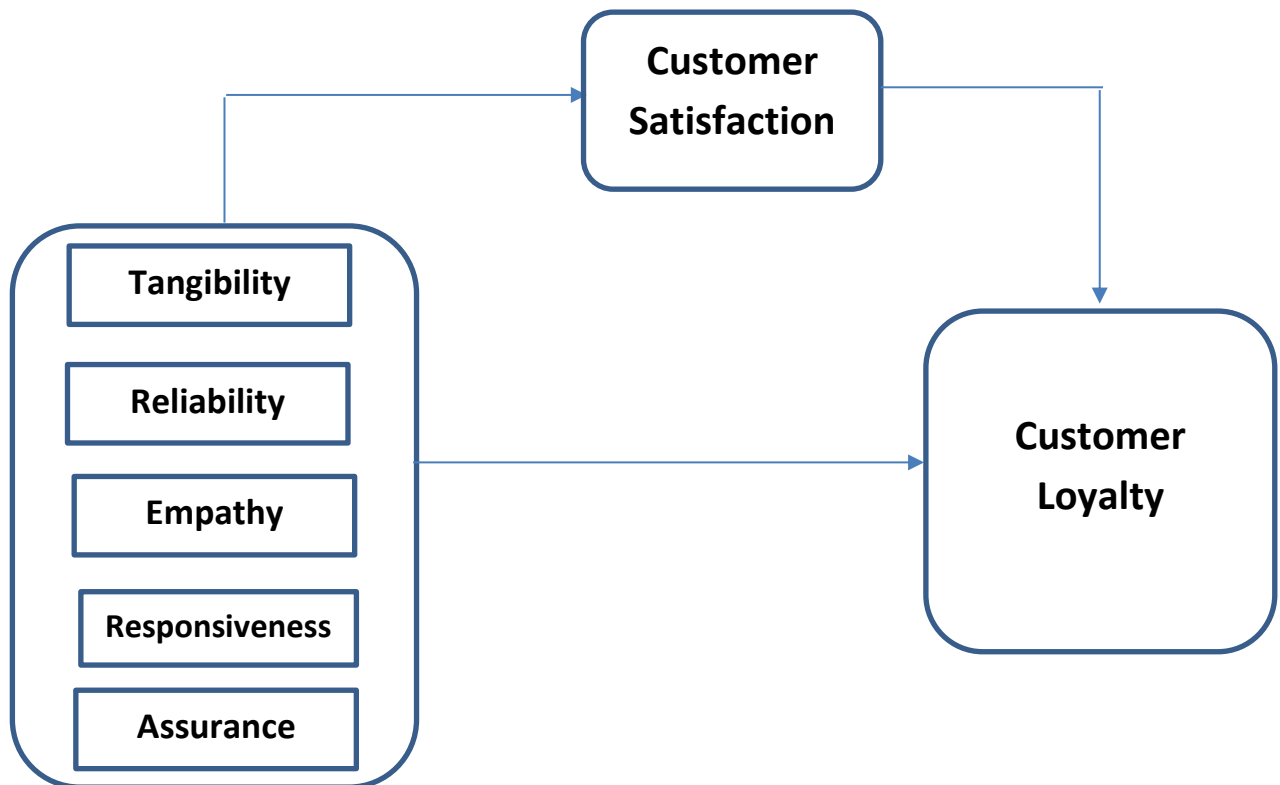 Customer
Satisfaction
Tangibility
Reliability
Empathy
Responsiveness
Assurance
Customer
Loyalty